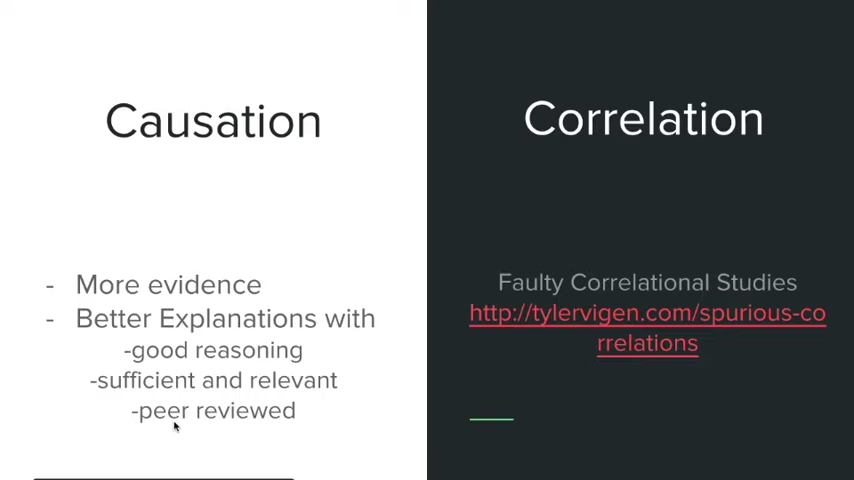 Causation
- More evidence
- Better Explanations with
-good reasoning
-sufficient and relevant
-peer reviewed
Correlation
Faulty Correlational Studies
http://tylervigen.com/spurious-co
rrelations